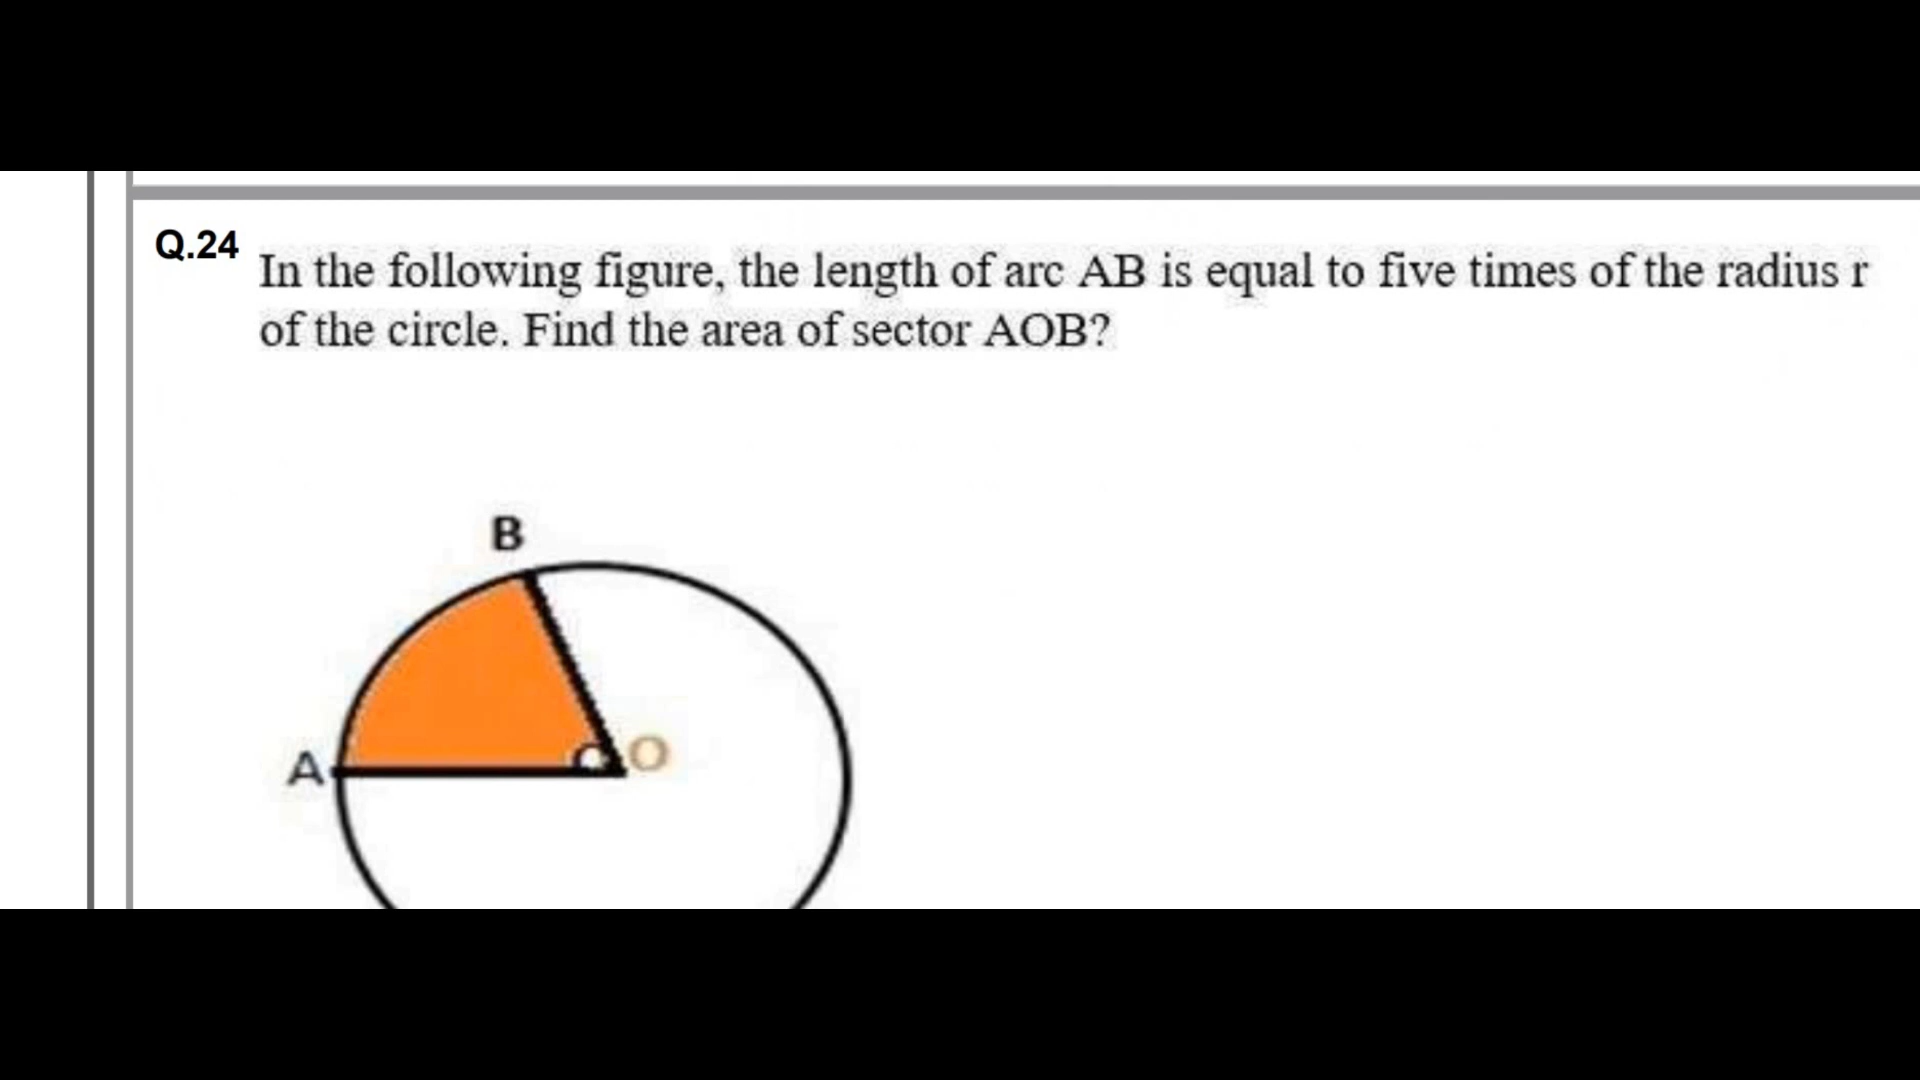 Q.24
In the following figure, the length of arc AB is equal to five times of the radius r
of the circle. Find the area of sector AOB?
B
A
O